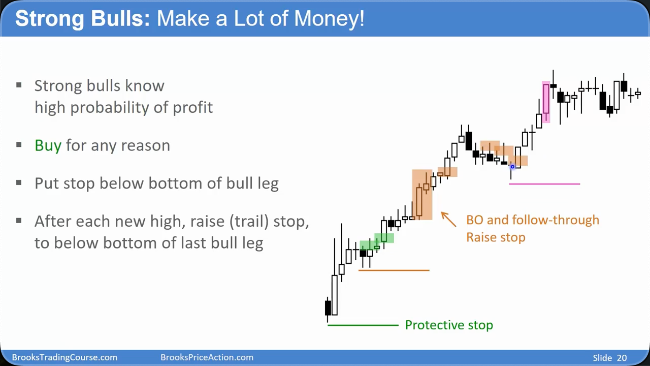 Strong Bulls: Make a Lot of Money!
▪ Strong bulls know
high probability of profit
▪ Buy for any reason
▪ Put stop below bottom of bull leg
▪ After each new high, raise (trail) stop,
to below bottom of last bull leg
BO and follow-through
Raise stop
Protective stop
BrooksTradingCourse.com BrooksPriceAction.com Slide 20